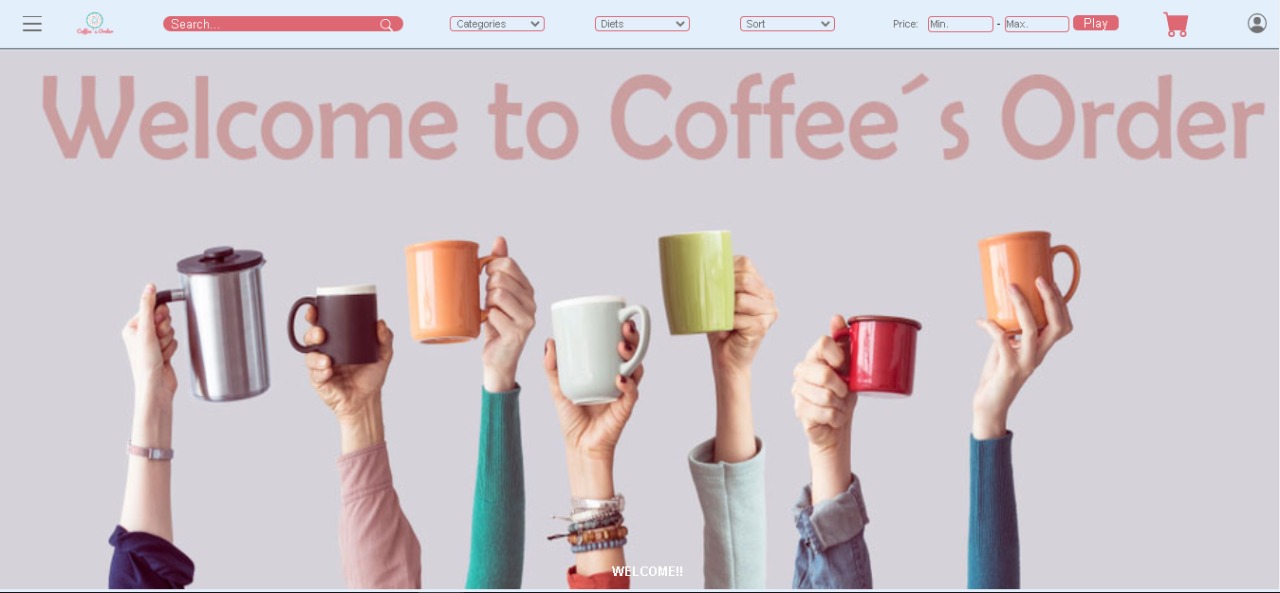 Coffee´s Order
Search...
Categories
Diets
Sort
Price:
Min.
-
Max.
Play
Welcome to Coffee´s Order
WELCOME!!